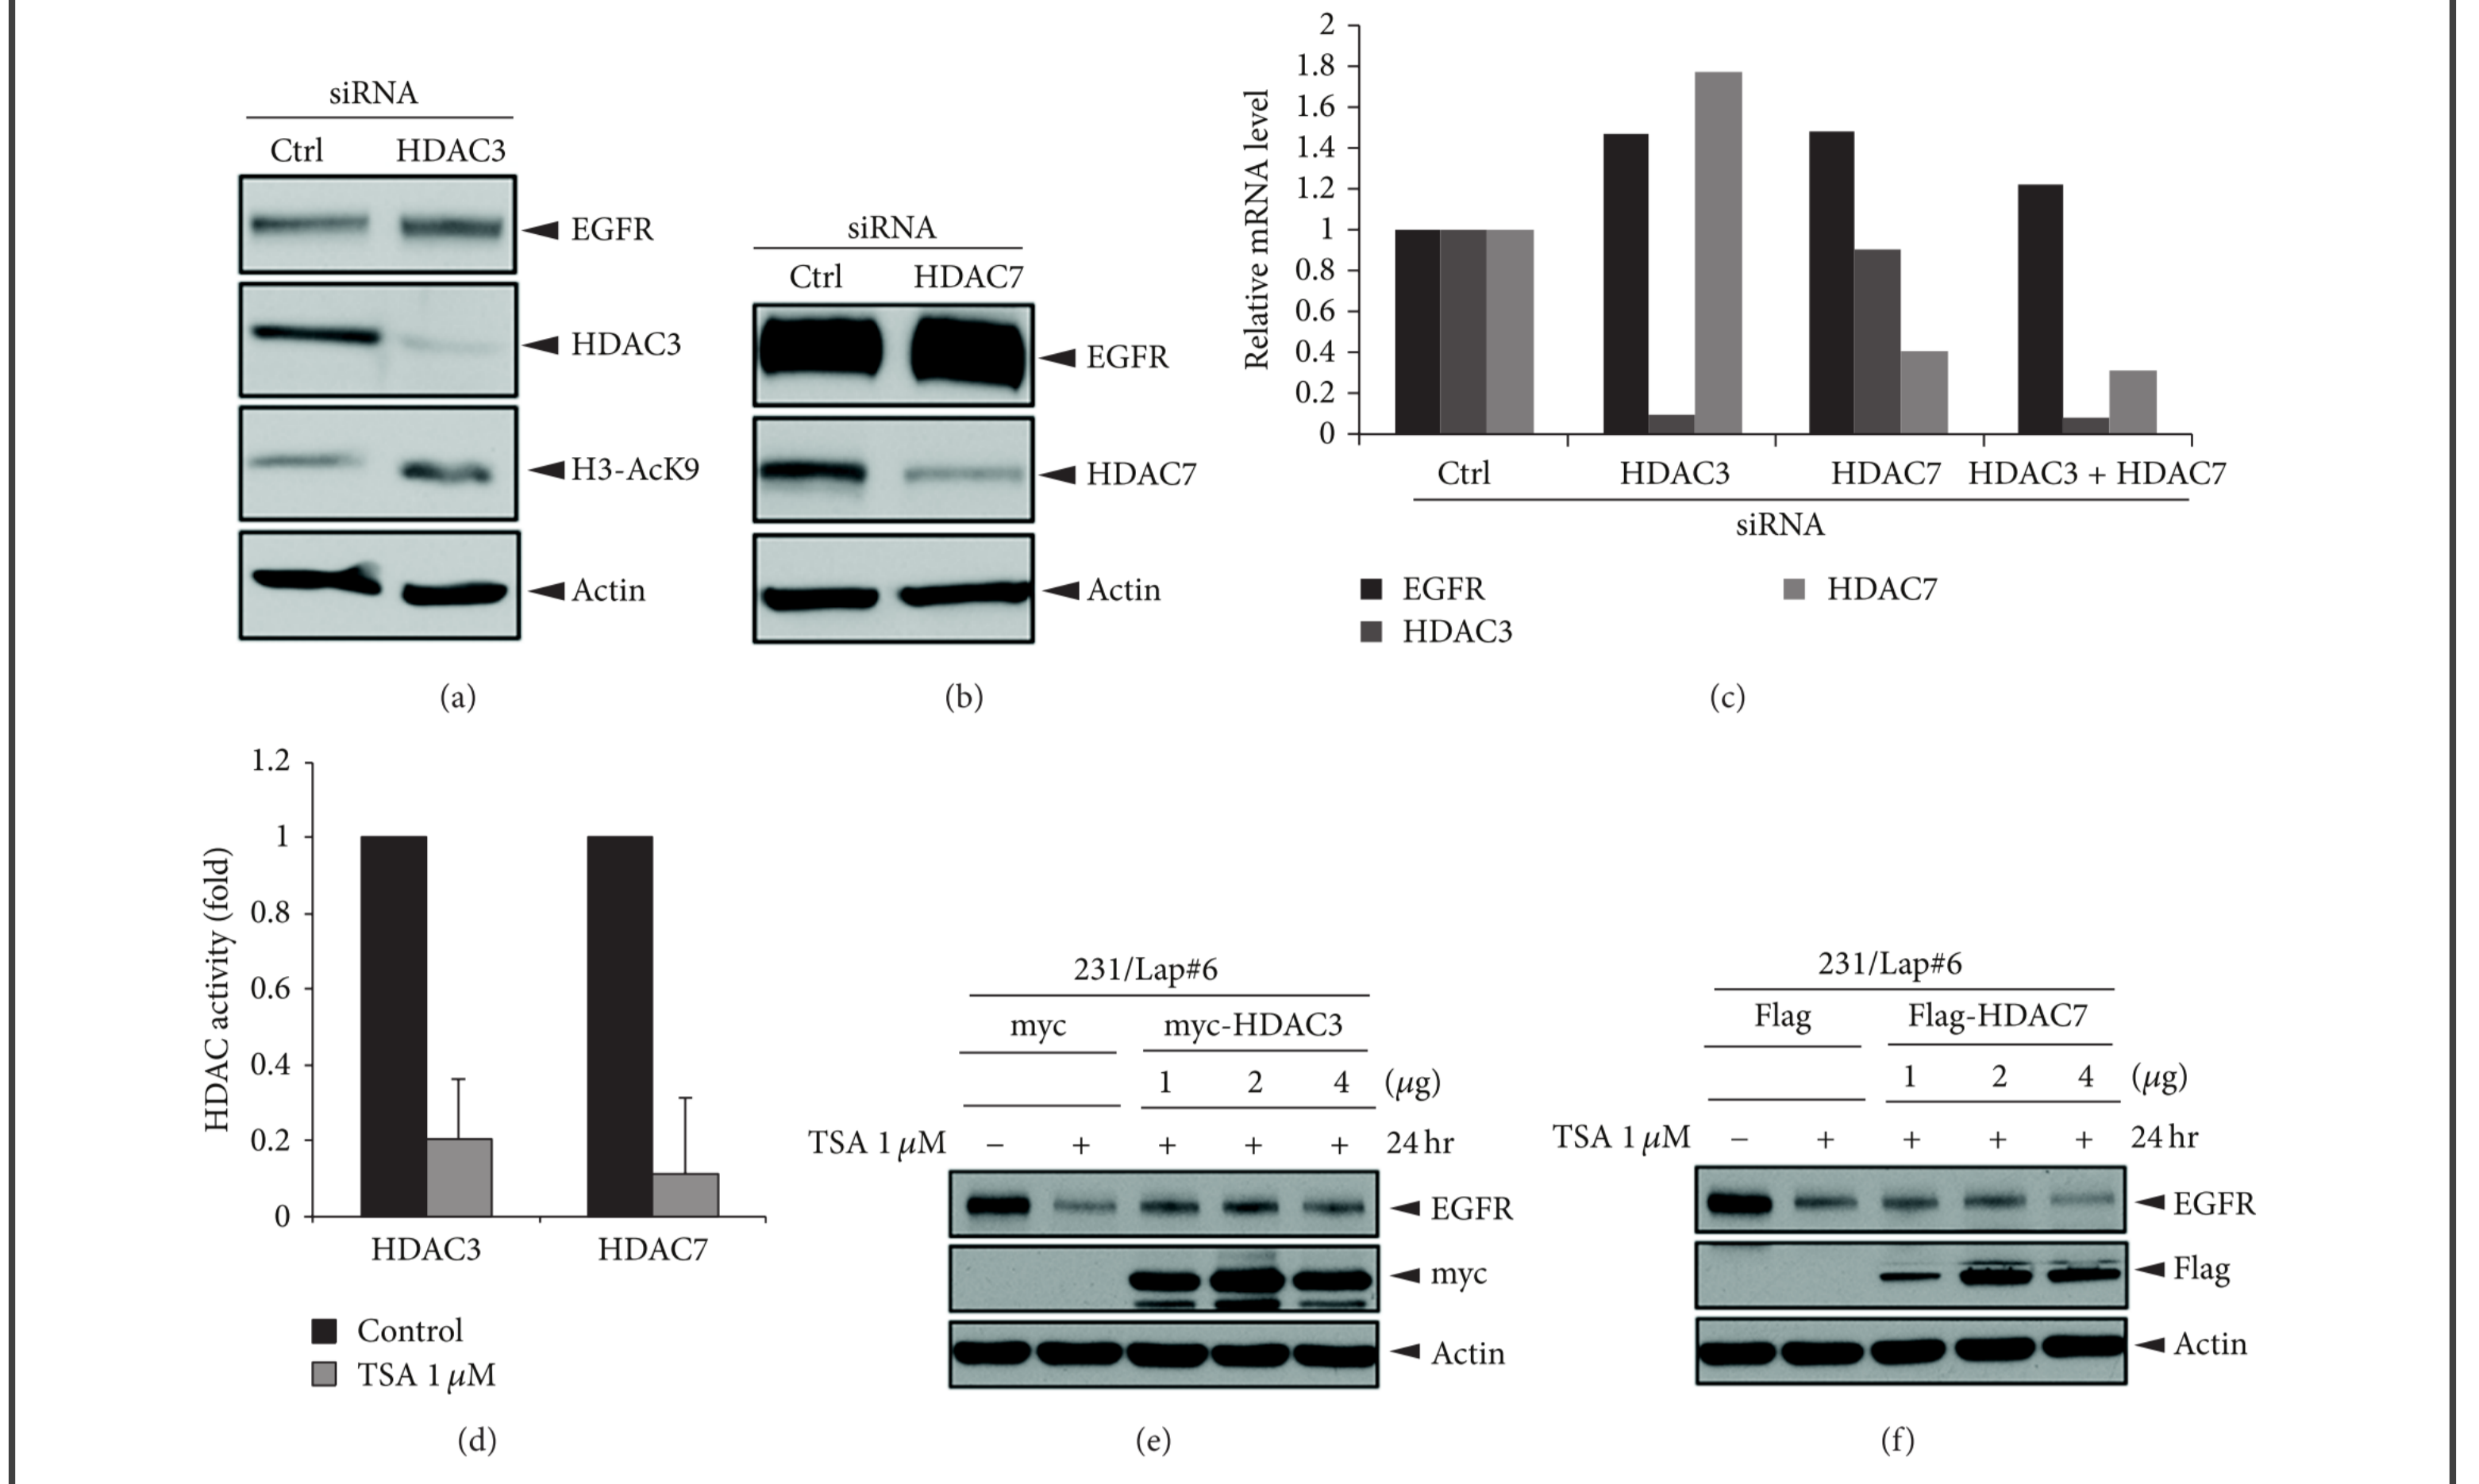 siRNA
Ctrl HDAC3
EGFR
HDAC3
H3-AcK9
Actin
(a)
siRNA
Ctrl HDAC7
EGFR
HDAC7
Actin
(b)
Relative mRNA level
2
1.8
1.6
1.4
1.2
1
0.8
0.6
0.4
0.2
0
Ctrl HDAC3 HDAC7 HDAC3 + HDAC7
siRNA
EGFR HDAC7
HDAC3
(c)
HDAC activity (fold)
1.2
1
0.8
0.6
0.4
0.2
0
HDAC3 HDAC7
Control
TSA 1 μM
(d)
231/Lap#6
myc myc-HDAC3
1 2 4 (μg)
TSA 1 μM − + + + + 24 hr
EGFR
myc
Actin
(e)
231/Lap#6
Flag Flag-HDAC7
1 2 4 (μg)
TSA 1 μM − + + + + 24 hr
EGFR
Flag
Actin
(f)